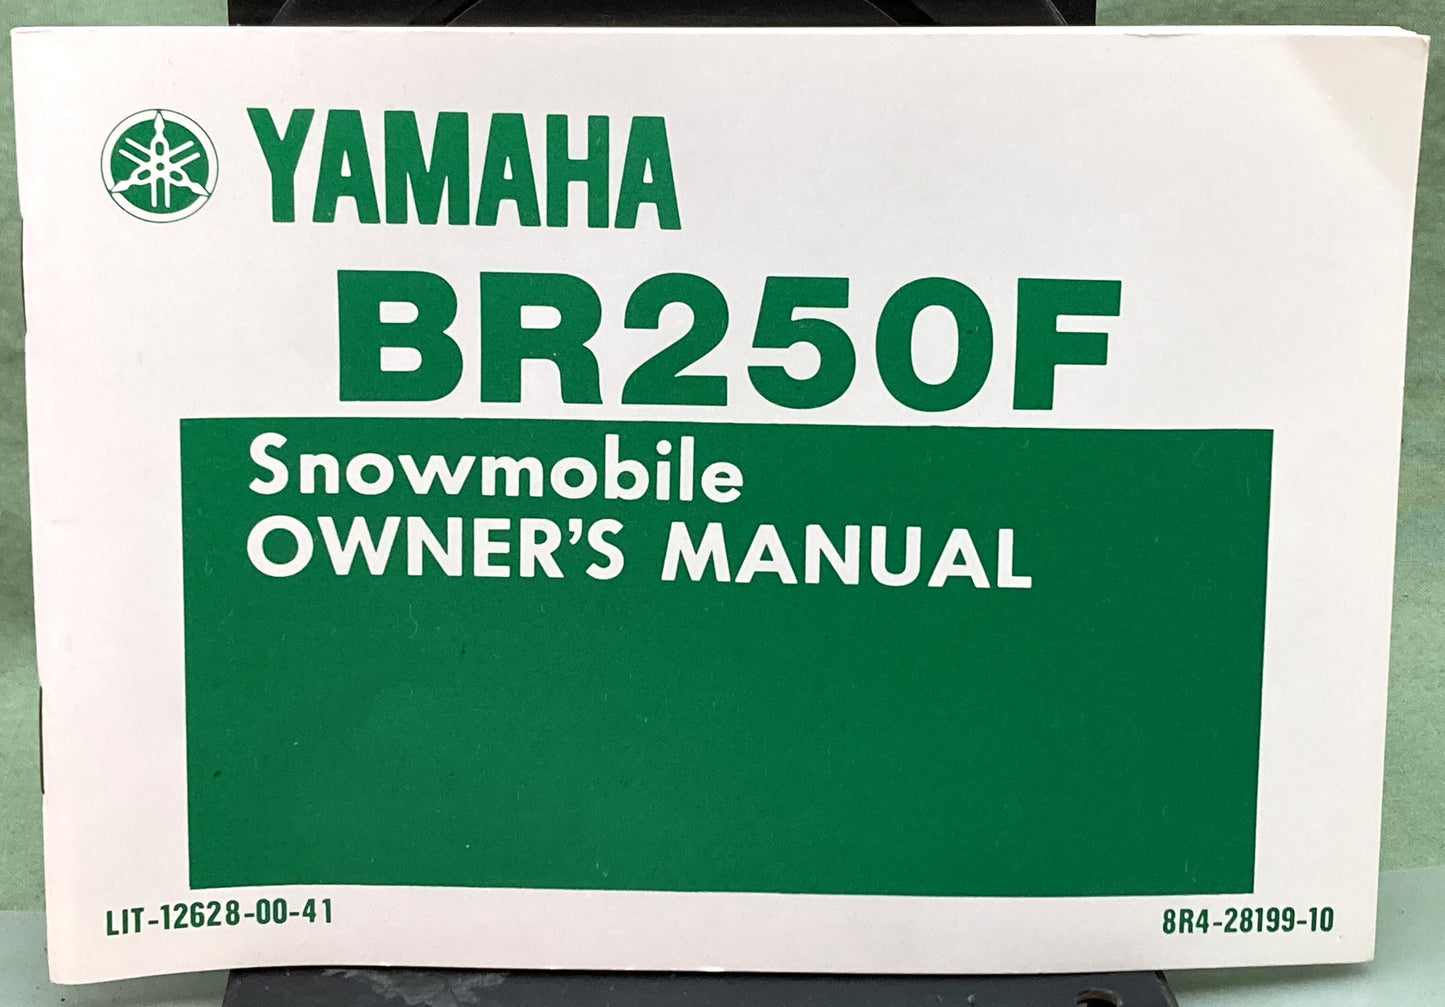 YAMAHA
BR250F
Snowmobile
OWNER'S MANUAL
LIT-12628-00-41
8R4-28199-10